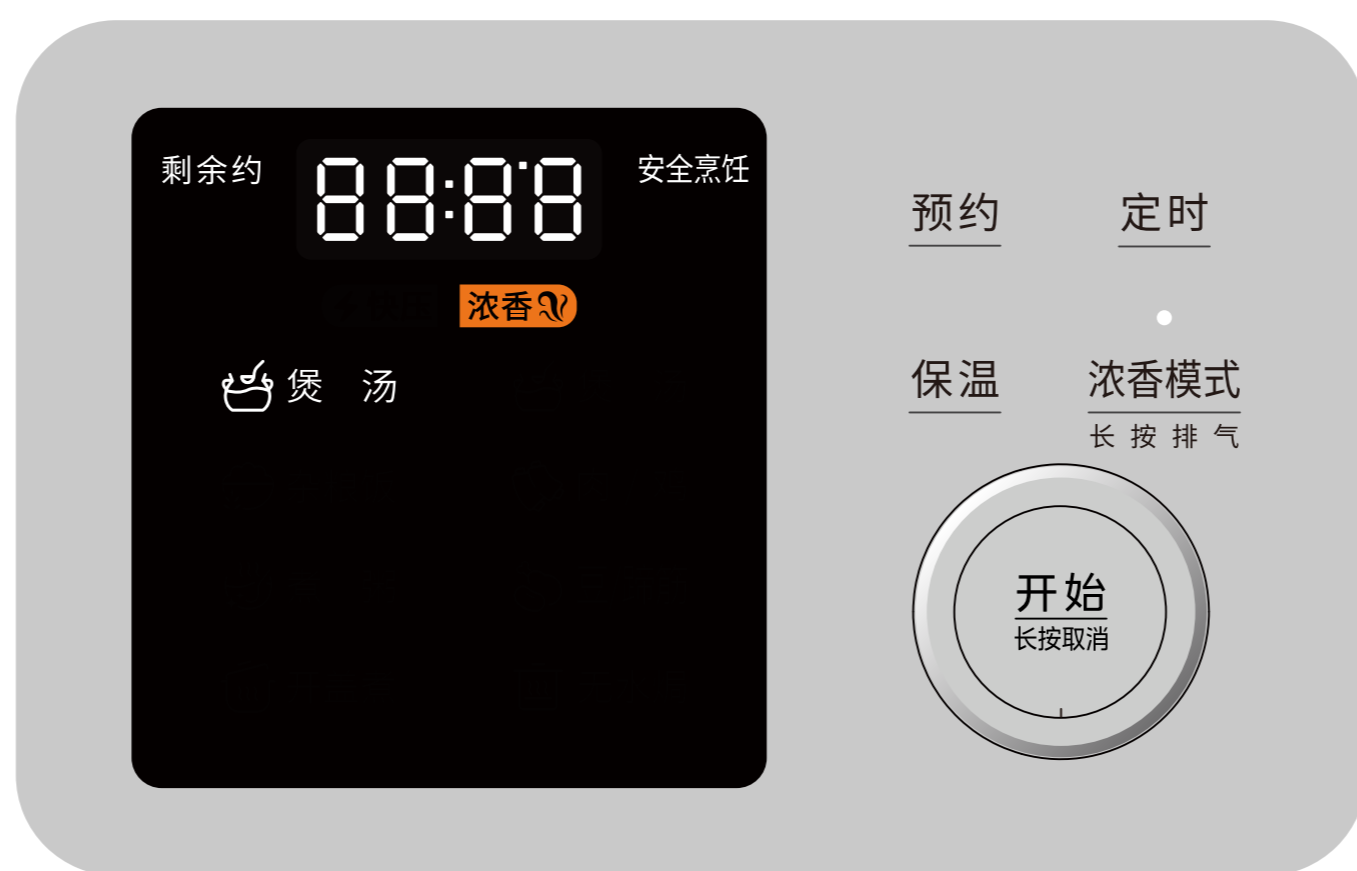 剩余约 88:88 安全烹饪
浓香
煲 汤
预约 定时
保温 浓香模式
长按排气
开始
长按取消